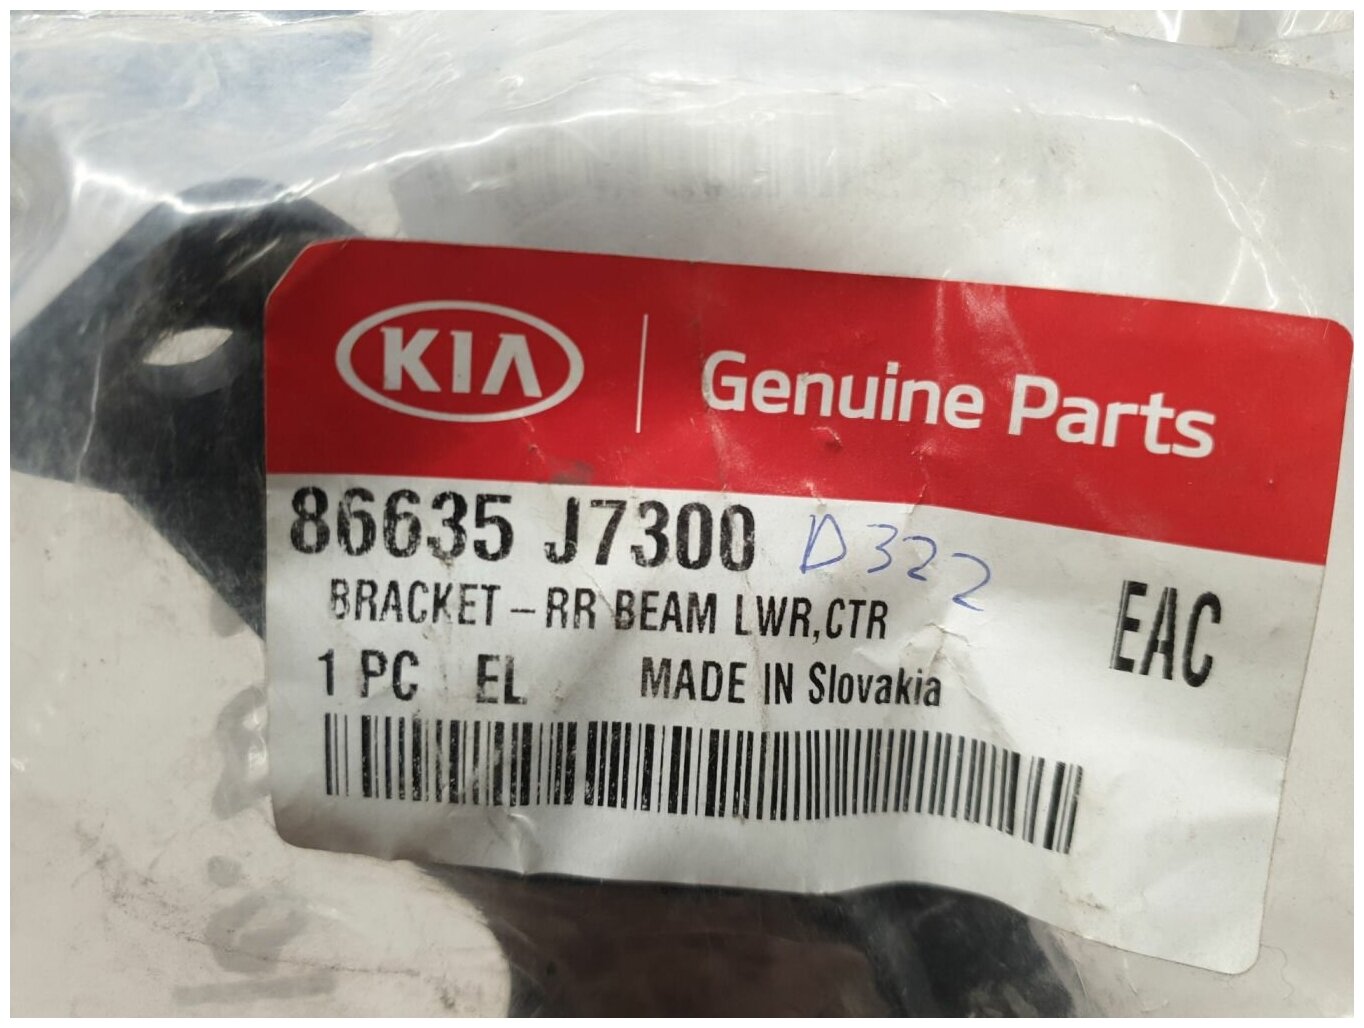 KIA Genuine Parts
86635 J7300 D322
BRACKET-RR BEAM LWR,CTR
EAC
1 PC EL MADE IN Slovakia